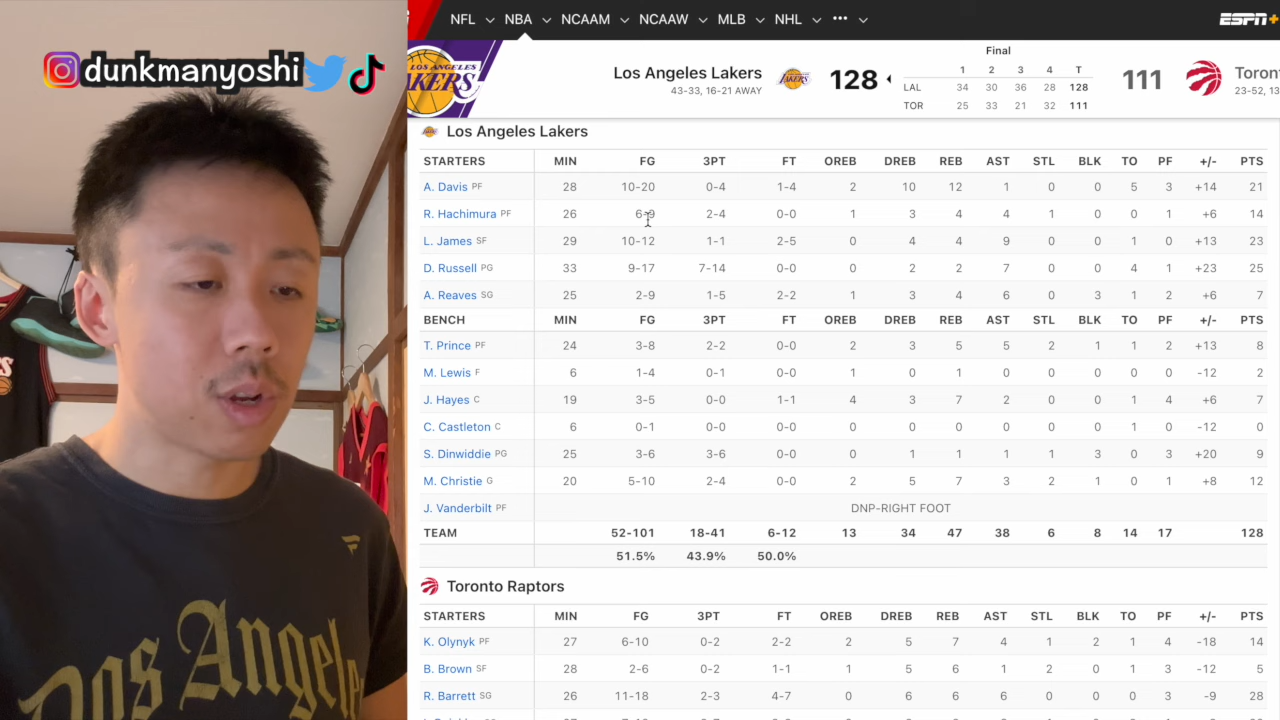 NFL NBA NCAAM NCAAW MLB NHL ••• ESPN+
dunkmanyoshi
LOS ANGELES
LAKERS
Los Angeles Lakers
43-33, 16-21 AWAY
LAKERS
128
Final
1 2 3 4 T
LAL 34 30 36 28 128
TOR 25 33 21 32 111
111
Toron
23-52, 13
Los Angeles Lakers
STARTERS MIN FG 3PT FT OREB DREB REB AST STL BLK TO PF +/- PTS
A. Davis PF 28 10-20 0-4 1-4 2 10 12 1 0 0 5 3 +14 21
R. Hachimura PF 26 6-9 2-4 0-0 1 3 4 4 1 0 0 1 +6 14
L. James SF 29 10-12 1-1 2-5 0 4 4 9 0 0 1 0 +13 23
D. Russell PG 33 9-17 7-14 0-0 0 2 2 7 0 0 4 1 +23 25
A. Reaves SG 25 2-9 1-5 2-2 1 3 4 6 0 3 1 2 +6 7
BENCH MIN FG 3PT FT OREB DREB REB AST STL BLK TO PF +/- PTS
T. Prince PF 24 3-8 2-2 0-0 2 3 5 5 2 1 1 2 +13 8
M. Lewis F 6 1-4 0-1 0-0 1 0 1 0 0 0 0 0 -12 2
J. Hayes C 19 3-5 0-0 1-1 4 3 7 2 0 0 1 4 +6 7
C. Castleton C 6 0-1 0-0 0-0 0 0 0 0 0 0 1 0 -12 0
S. Dinwiddie PG 25 3-6 3-6 0-0 0 1 1 1 1 3 0 3 +20 9
M. Christie G 20 5-10 2-4 0-0 2 5 7 3 2 1 0 1 +8 12
J. Vanderbilt PF DNP-RIGHT FOOT
TEAM 52-101 18-41 6-12 13 34 47 38 6 8 14 17 128
51.5% 43.9% 50.0%
Toronto Raptors
STARTERS MIN FG 3PT FT OREB DREB REB AST STL BLK TO PF +/- PTS
K. Olynyk PF 27 6-10 0-2 2-2 2 5 7 4 1 2 1 4 -18 14
B. Brown SF 28 2-6 0-2 1-1 1 5 6 1 2 0 1 3 -12 5
R. Barrett SG 26 11-18 2-3 4-7 0 6 6 6 0 0 0 3 -9 28
Los Angeles